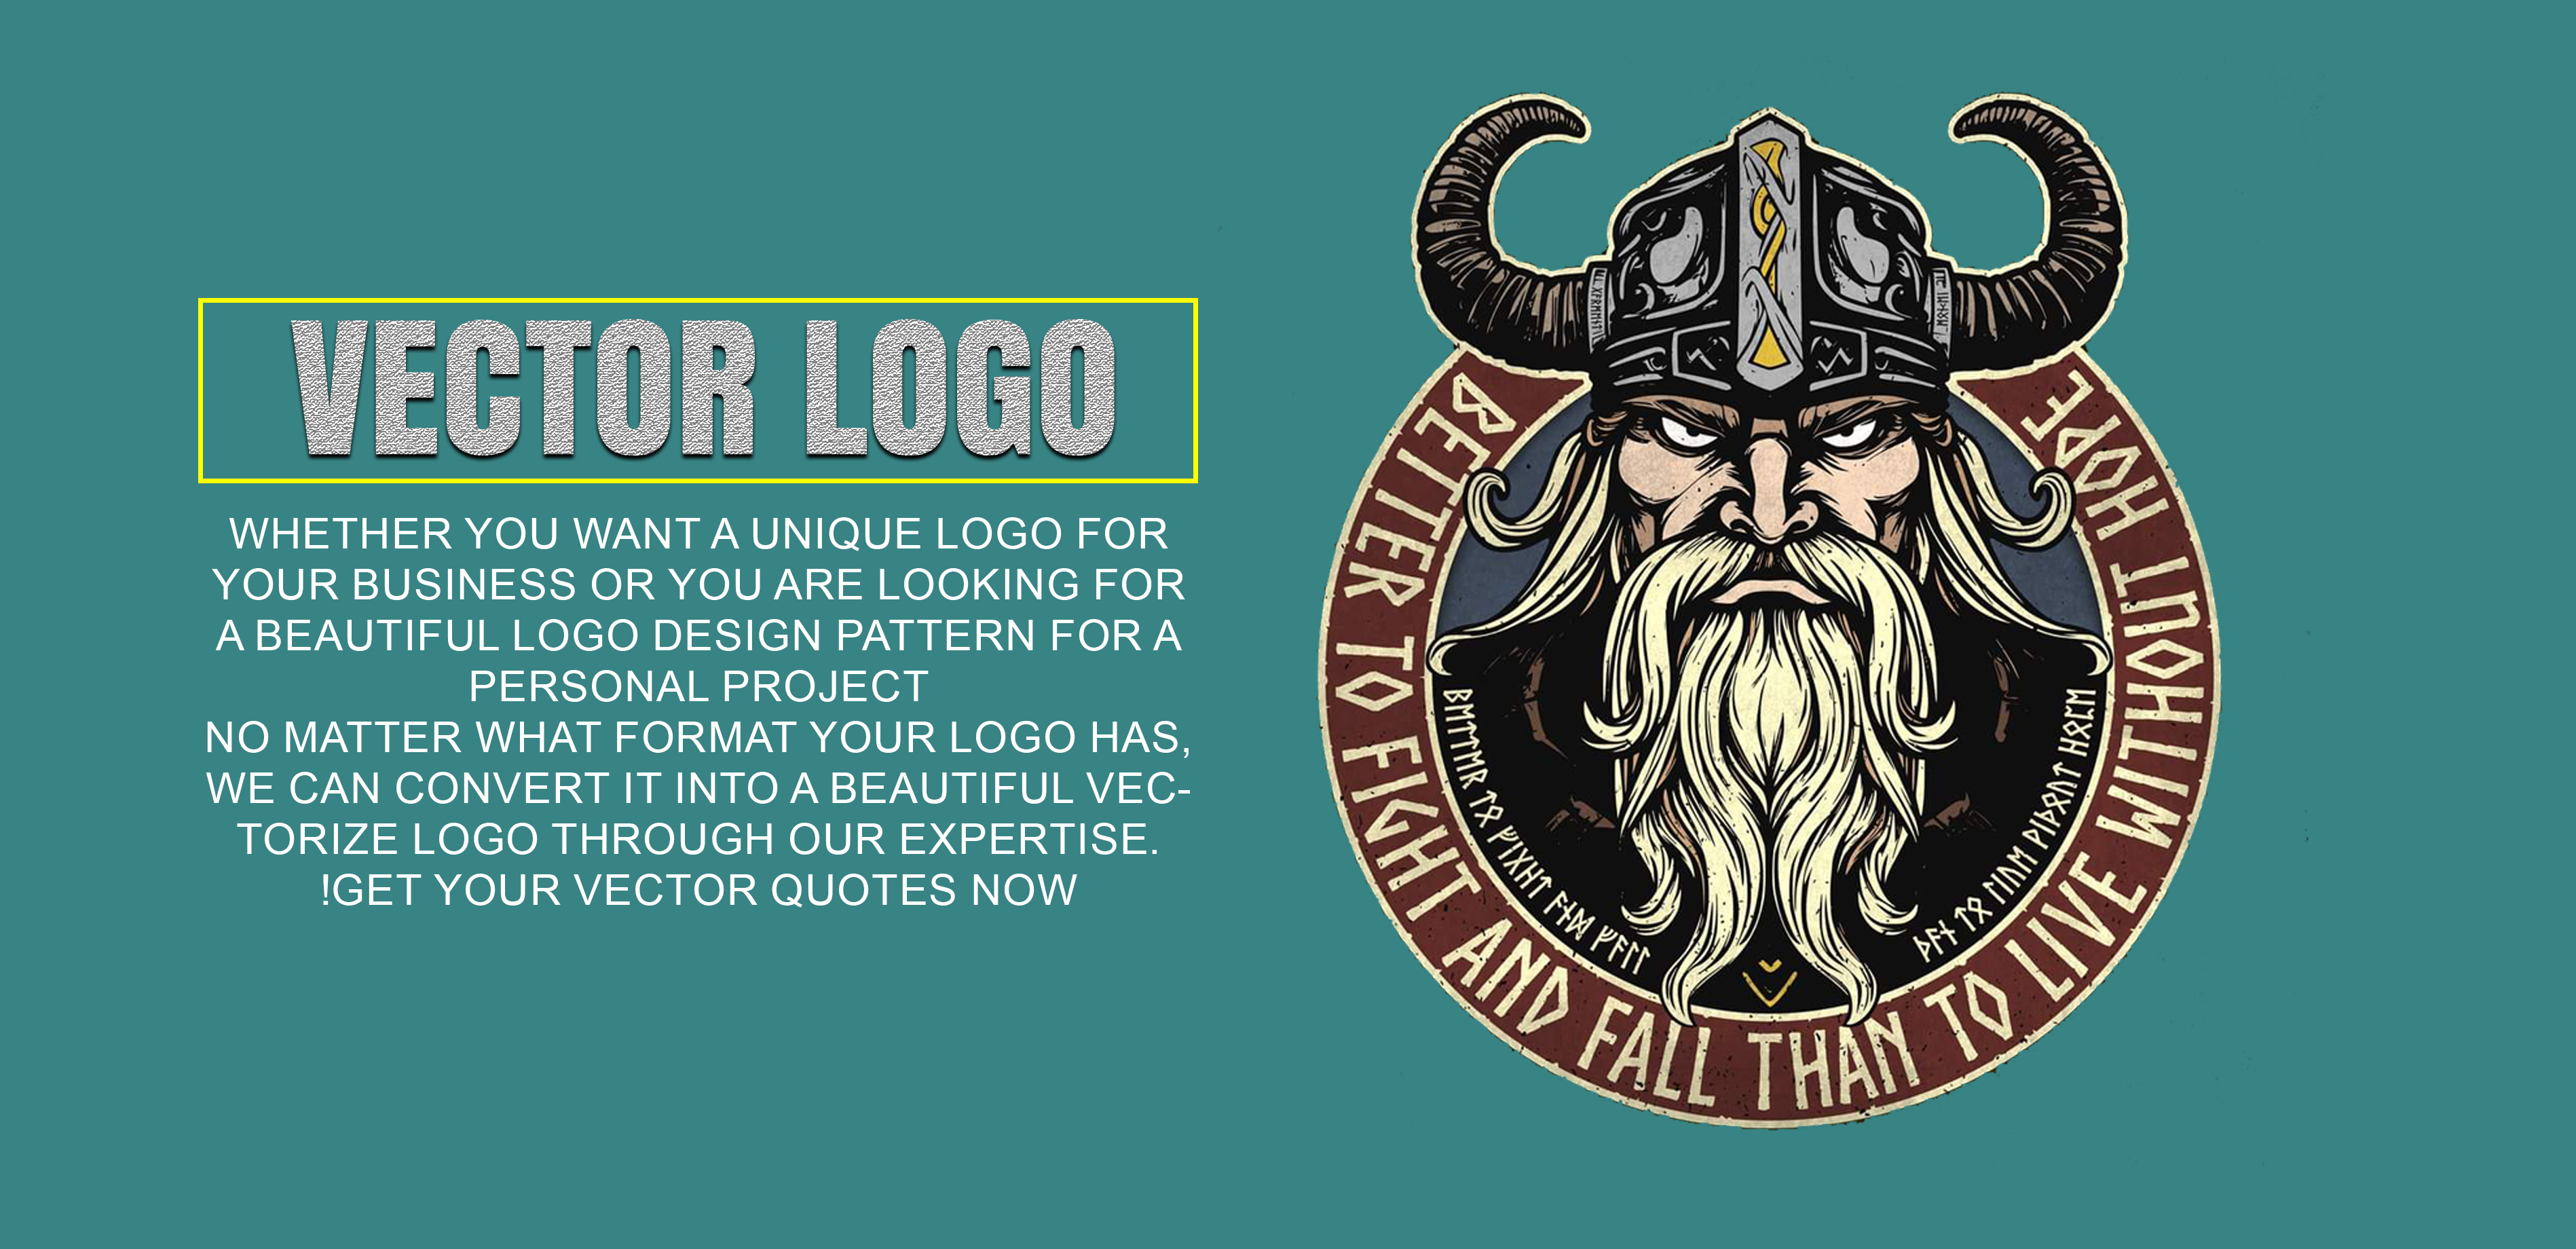 VECTOR LOGO
WHETHER YOU WANT A UNIQUE LOGO FOR
YOUR BUSINESS OR YOU ARE LOOKING FOR
A BEAUTIFUL LOGO DESIGN PATTERN FOR A
PERSONAL PROJECT
NO MATTER WHAT FORMAT YOUR LOGO HAS,
WE CAN CONVERT IT INTO A BEAUTIFUL VEC-
TORIZE LOGO THROUGH OUR EXPERTISE.
!GET YOUR VECTOR QUOTES NOW
BETTER TO FIGHT AND FALL THAN TO LIVE WITHOUT HOPE